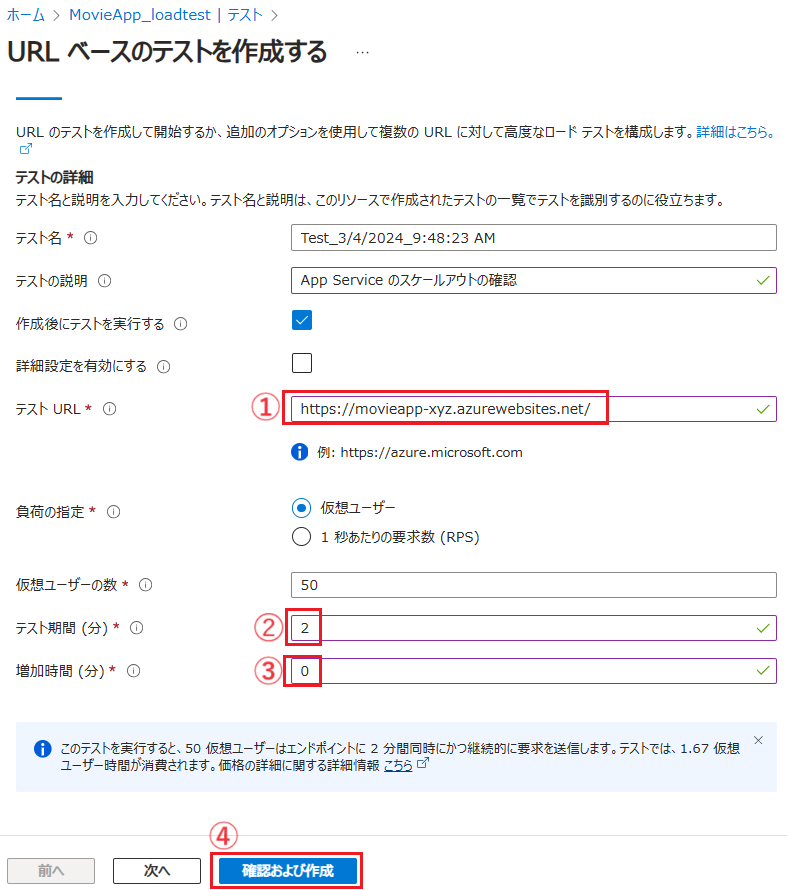 ホーム > MovieApp_loadtest | テスト >
URL ベースのテストを作成する ...
URL のテストを作成して開始するか、追加のオプションを使用して複数の URL に対して高度なロード テストを構成します。詳細はこちら。
テストの詳細
テスト名と説明を入力してください。テスト名と説明は、このリソースで作成されたテストの一覧でテストを識別するのに役立ちます。
テスト名 * Test_3/4/2024_9:48:23 AM
テストの説明 App Service のスケールアウトの確認
作成後にテストを実行する
詳細設定を有効にする
テスト URL * ① https://movieapp-xyz.azurewebsites.net/
例: https://azure.microsoft.com
負荷の指定 * 仮想ユーザー
1 秒あたりの要求数 (RPS)
仮想ユーザーの数 * 50
テスト期間 (分) * ② 2
増加時間 (分) * ③ 0
このテストを実行すると、50 仮想ユーザーはエンドポイントに 2 分間同時にかつ継続的に要求を送信します。テストでは、1.67 仮想
ユーザー時間が消費されます。価格の詳細に関する詳細情報 こちら
④
前へ 次へ 確認および作成